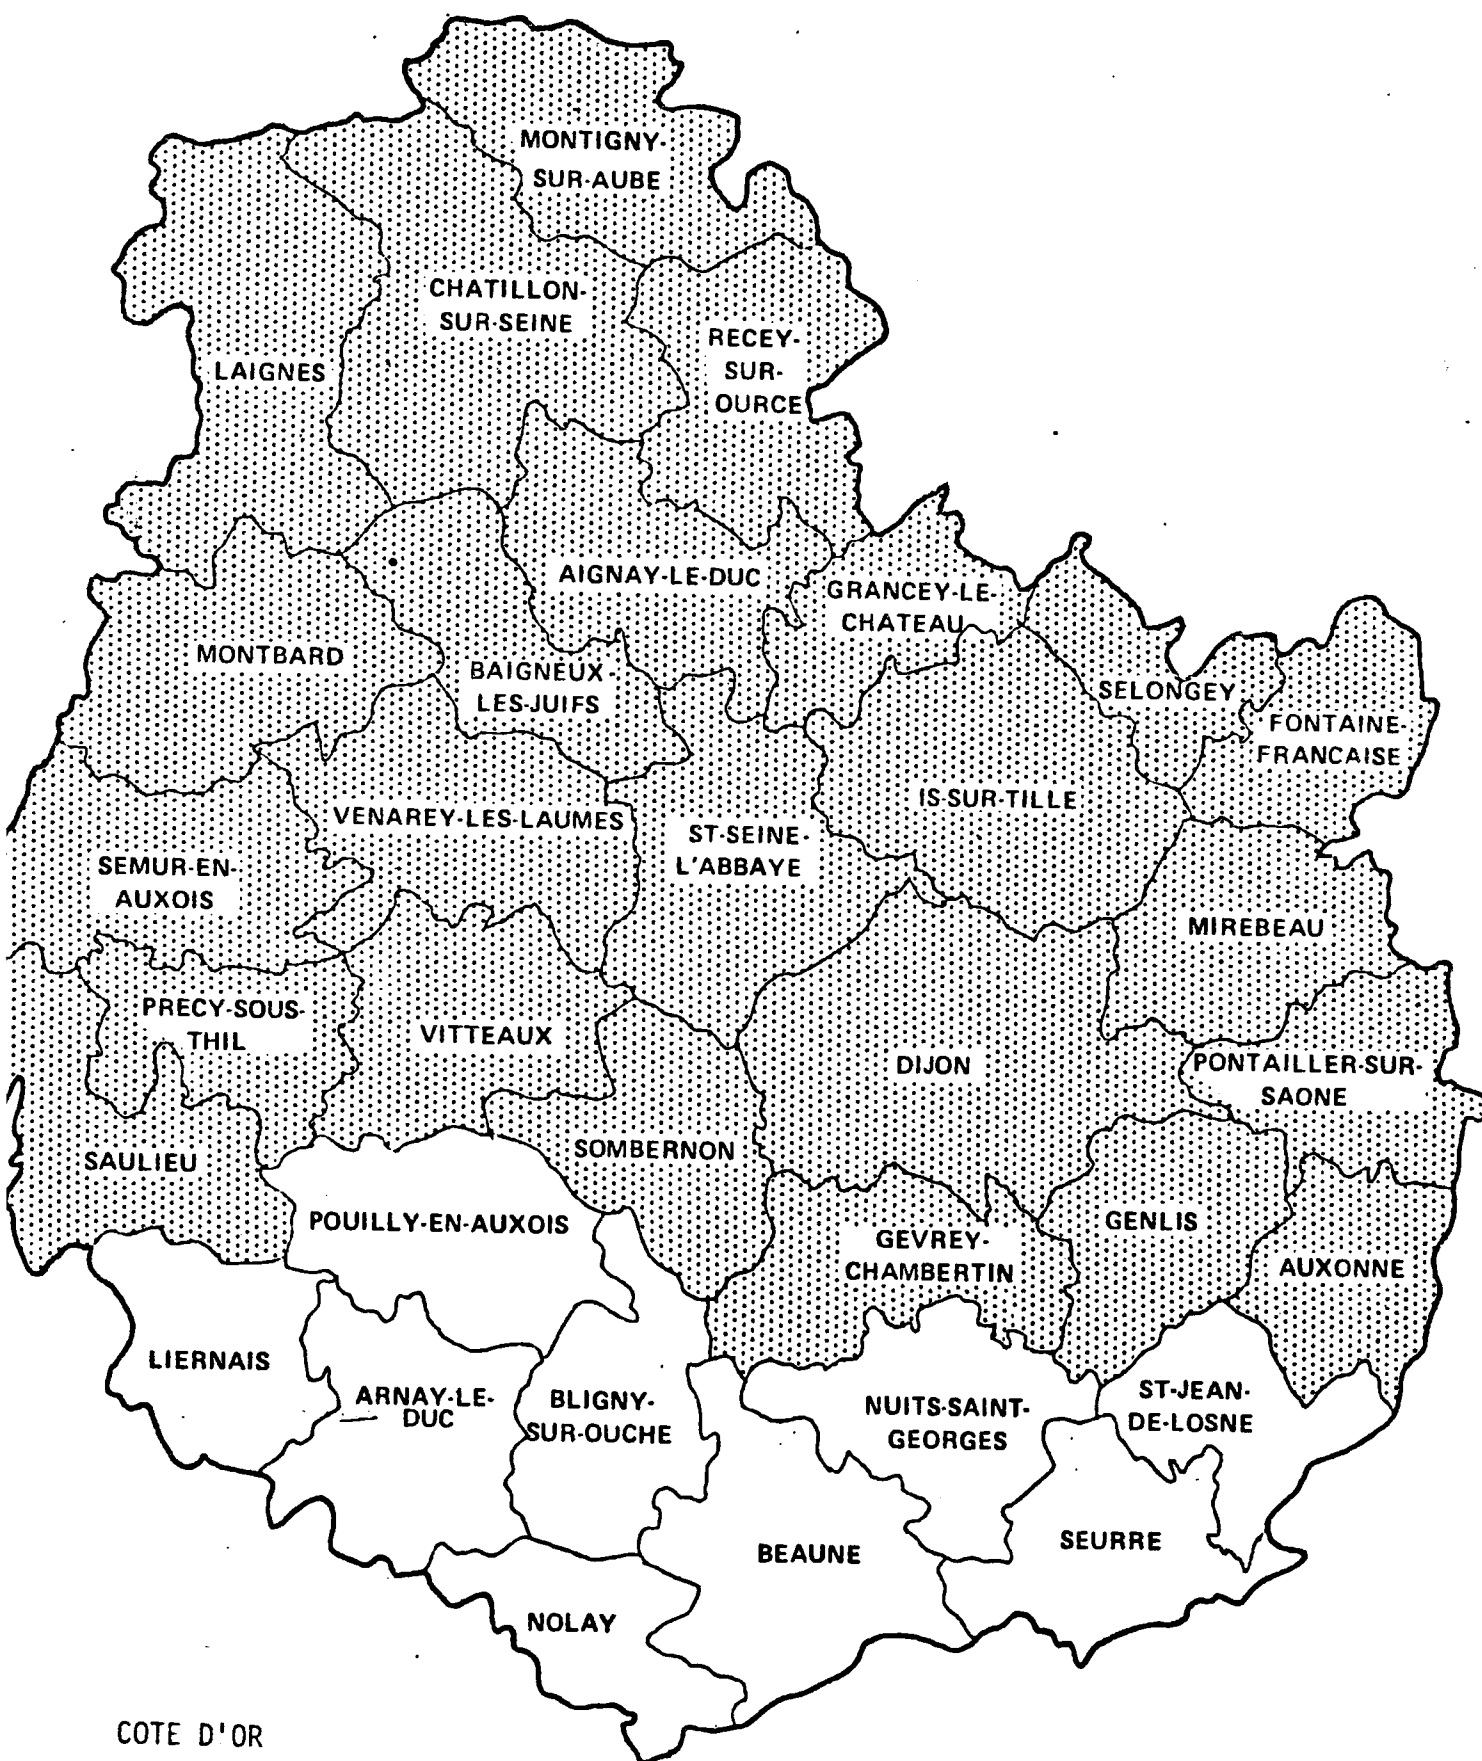 MONTIGNY-
SUR-AUBE
CHATILLON-
SUR-SEINE
RECEY-
SUR-
OURCE
LAIGNES
AIGNAY-LE-DUC
GRANCEY-LE-
CHATEAU
MONTBARD
BAIGNEUX-
LES-JUIFS
SELONGEY
FONTAINE-
FRANCAISE
IS-SUR-TILLE
VENAREY-LES-LAUMES
ST-SEINE-
L'ABBAYE
SEMUR-EN-
AUXOIS
MIREBEAU
PRECY-SOUS-
THIL
VITTEAUX
DIJON
PONTAILLER-SUR-
SAONE
SOMBERNON
SAULIEU
POUILLY-EN-AUXOIS
GENLIS
GEVREY-
CHAMBERTIN
AUXONNE
LIERNAIS
ARNAY-LE-
DUC
BLIGNY-
SUR-OUCHE
NUITS-SAINT-
GEORGES
ST-JEAN-
DE-LOSNE
BEAUNE
SEURRE
NOLAY
COTE D'OR